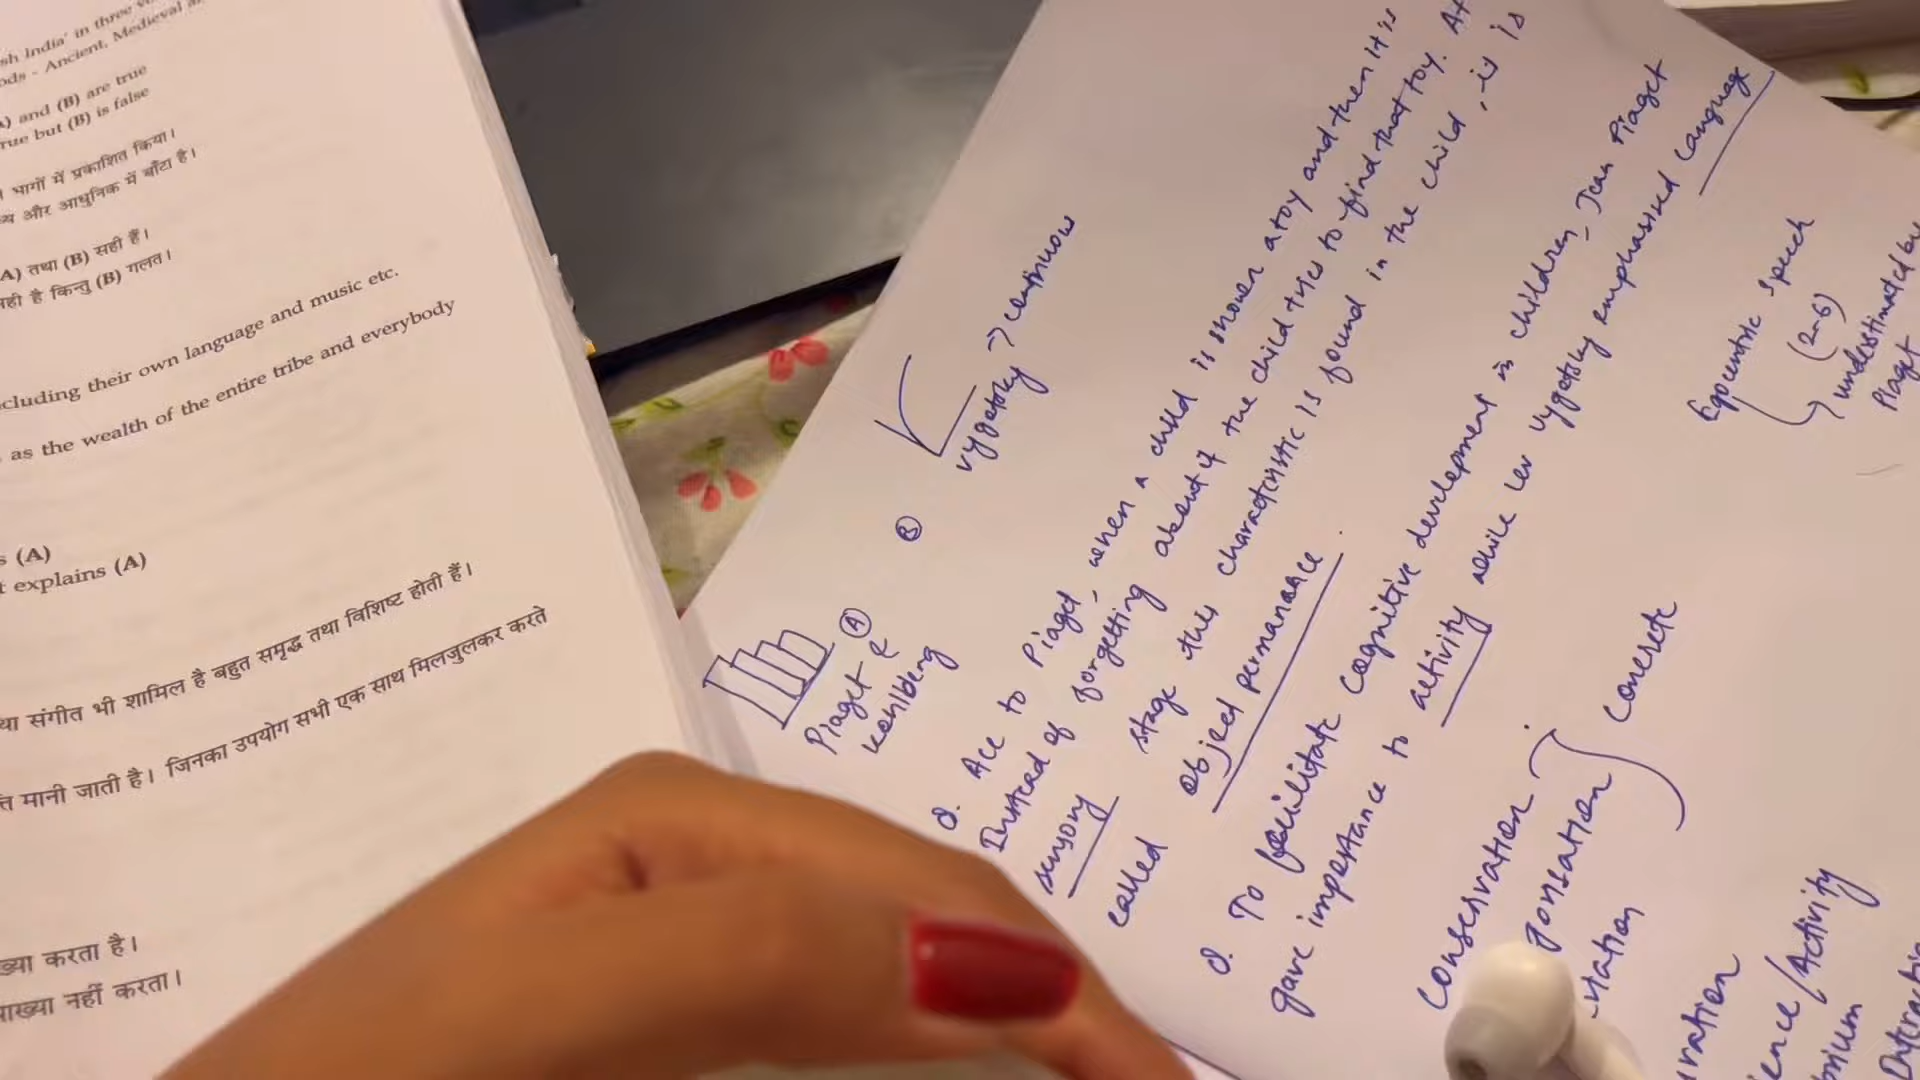 sh India' in three
ods - Ancient, Medieval
) and (B) are true
rue but (B) is false
भागों में प्रकाशित किया।
और आधुनिक में बाँटा है।
A) तथा (B) सही हैं।
सही है किन्तु (B) गलत।
cluding their own language and music etc.
as the wealth of the entire tribe and everybody
s (A)
t explains (A)
था संगीत भी शामिल है बहुत समृद्ध तथा विशिष्ट होती हैं।
मानी जाती है। जिनका उपयोग सभी एक साथ मिलजुलकर करते
ख्या करता है।
ाख्या नहीं करता।
Piaget & (A)
Kohlberg
(B)
Vygotsky → continuow
Q. Acc to Piaget, when a child is shown a toy and then it is
Instead of forgetting about it the child tries to find that toy. At
sensory stage this characteristic is found in the child, is is
called object permanance.
Q. To facilitate cognitive development in children, Jean Piaget
gave importance to activity while Lev Vygotsky emphasised language
Egocentric speech
(2-6)
↳ underestimated by
Piaget
conservation
concrete
ience/Activity